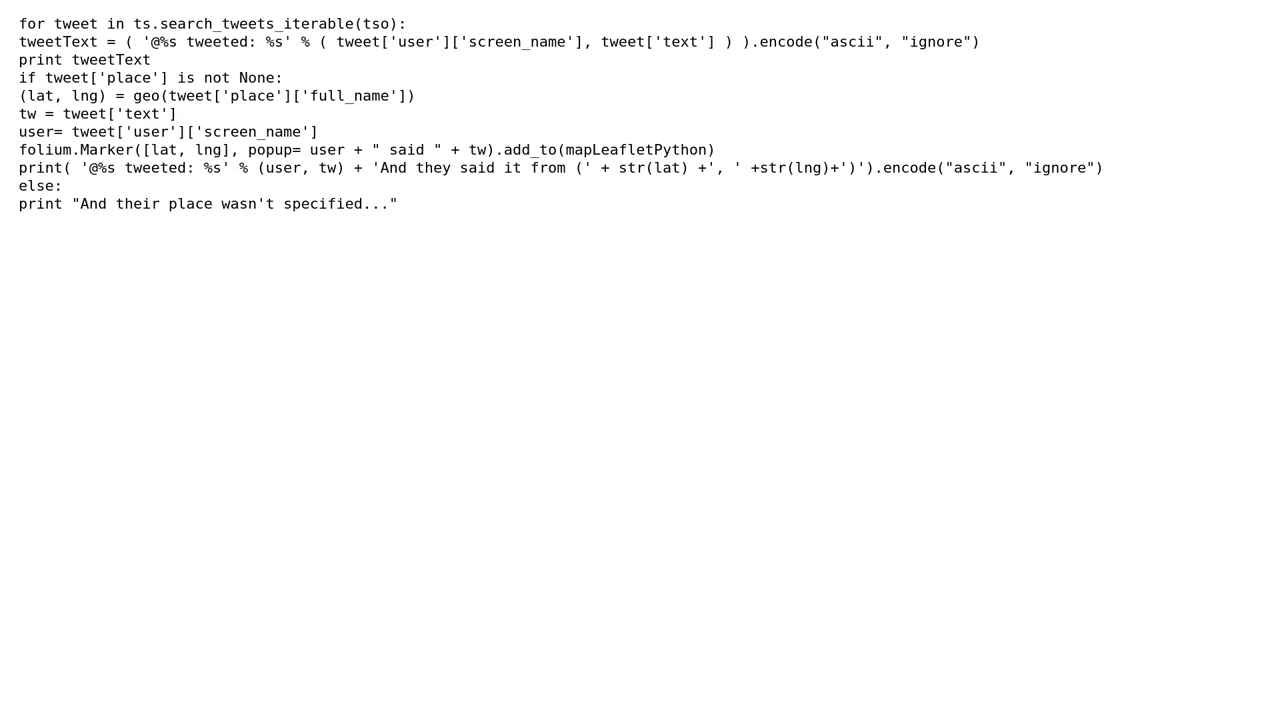 for tweet in ts.search_tweets_iterable(tso):
tweetText = ( '@%s tweeted: %s' % ( tweet['user']['screen_name'], tweet['text'] ) ).encode("ascii", "ignore")
print tweetText
if tweet['place'] is not None:
(lat, lng) = geo(tweet['place']['full_name'])
tw = tweet['text']
user= tweet['user']['screen_name']
folium.Marker([lat, lng], popup= user + " said " + tw).add_to(mapLeafletPython)
print( '@%s tweeted: %s' % (user, tw) + 'And they said it from (' + str(lat) +', ' +str(lng)+')').encode("ascii", "ignore")
else:
print "And their place wasn't specified..."